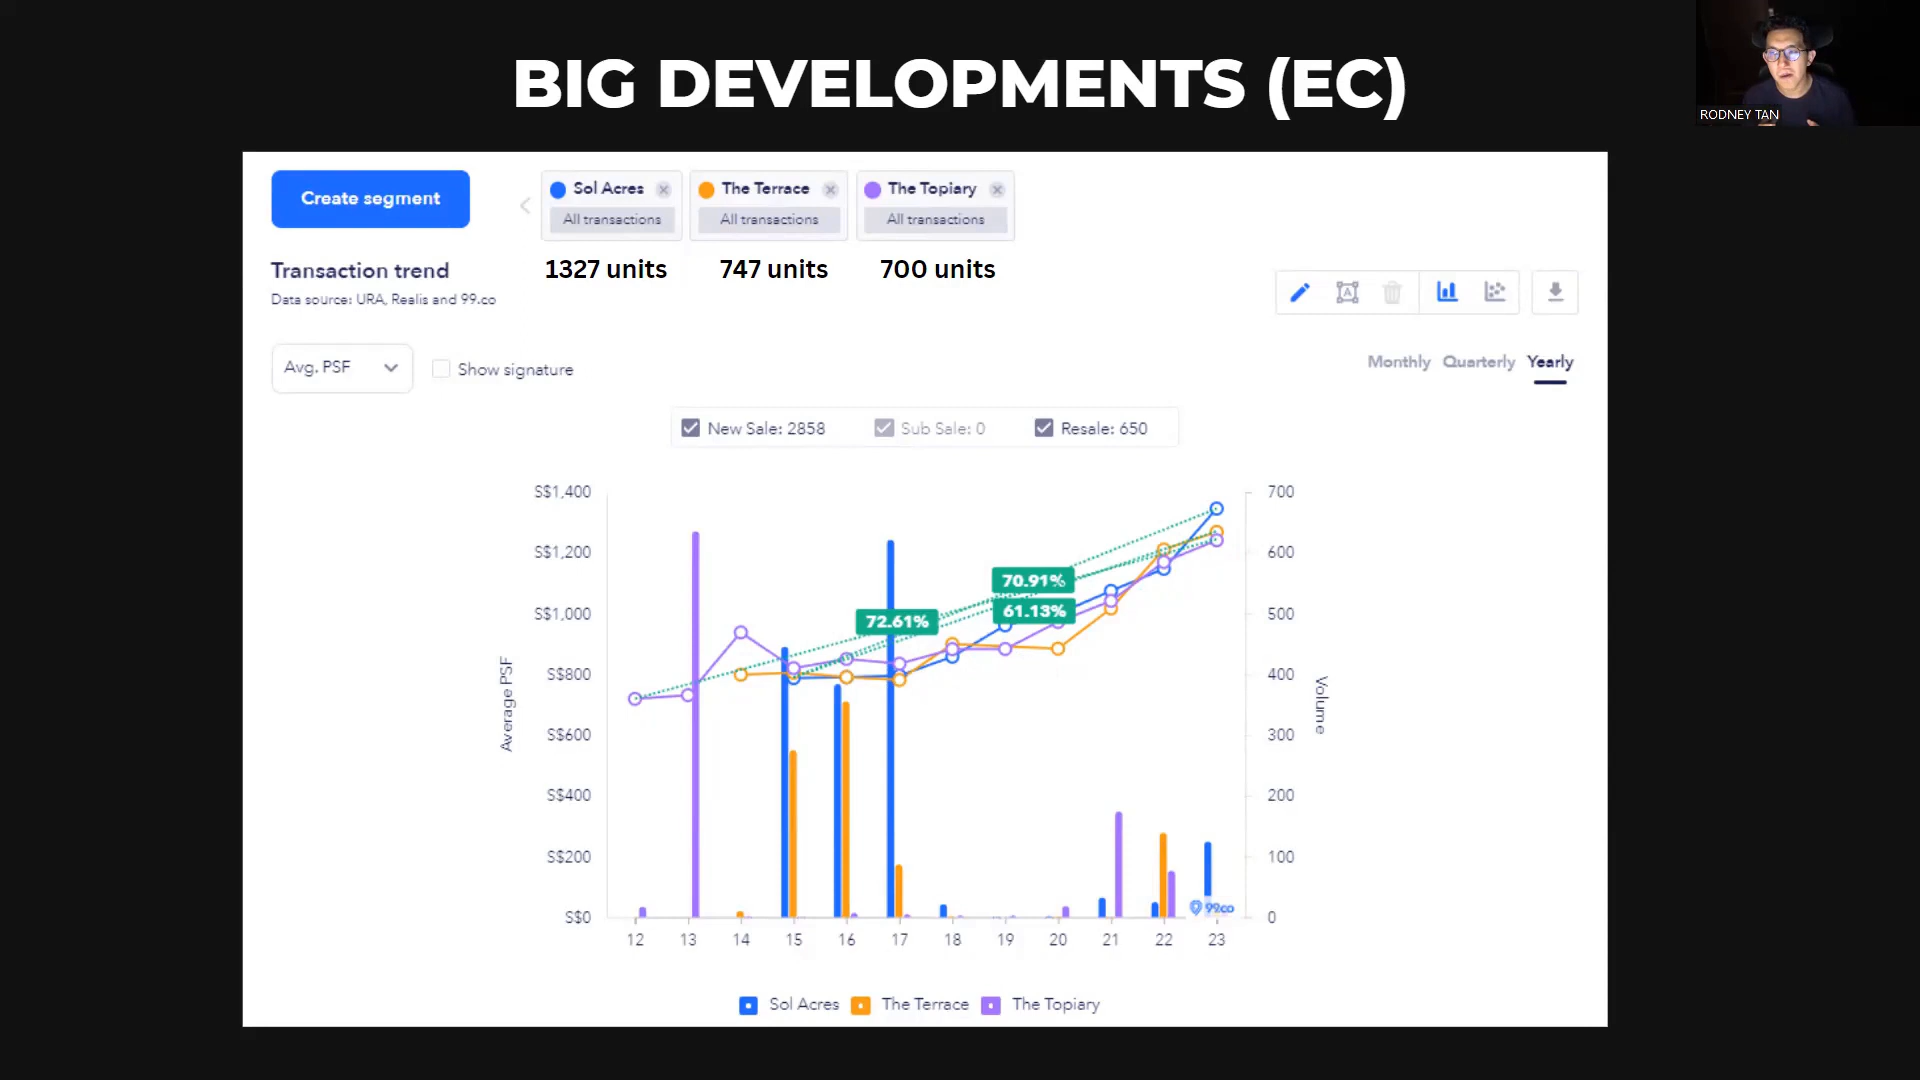 BIG DEVELOPMENTS (EC)
RODNEY TAN
Create segment
Sol Acres
All transactions
The Terrace
All transactions
The Topiary
All transactions
1327 units
747 units
700 units
Transaction trend
Data source: URA, Realis and 99.co
A
Avg. PSF
Show signature
Monthly Quarterly Yearly
New Sale: 2858
Sub Sale: 0
Resale: 650
S$1,400
S$1,200
S$1,000
S$800
S$600
S$400
S$200
S$0
Average PSF
72.61%
70.91%
61.13%
700
600
500
400
300
200
100
0
Volume
99co
12 13 14 15 16 17 18 19 20 21 22 23
Sol Acres The Terrace The Topiary